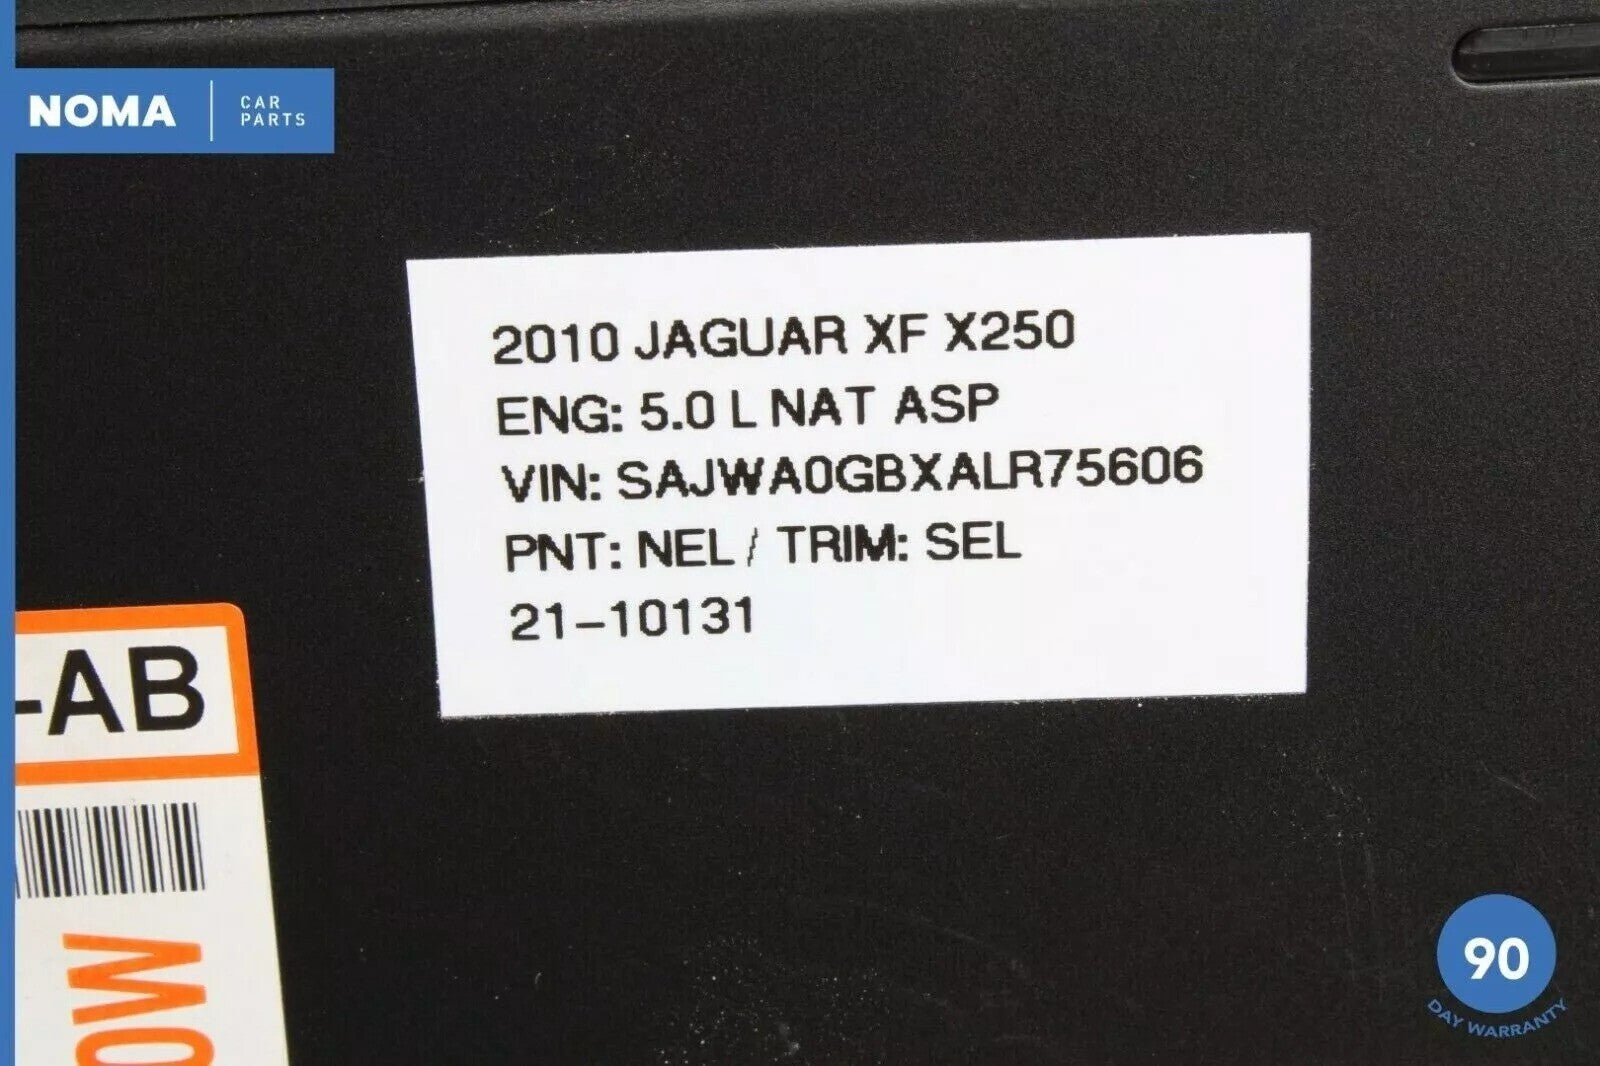 NOMA
CAR
PARTS
2010 JAGUAR XF X250
ENG: 5.0 L NAT ASP
VIN: SAJWA0GBXALR75606
PNT: NEL / TRIM: SEL
21-10131
-AB
0W
90
DAY WARRANTY